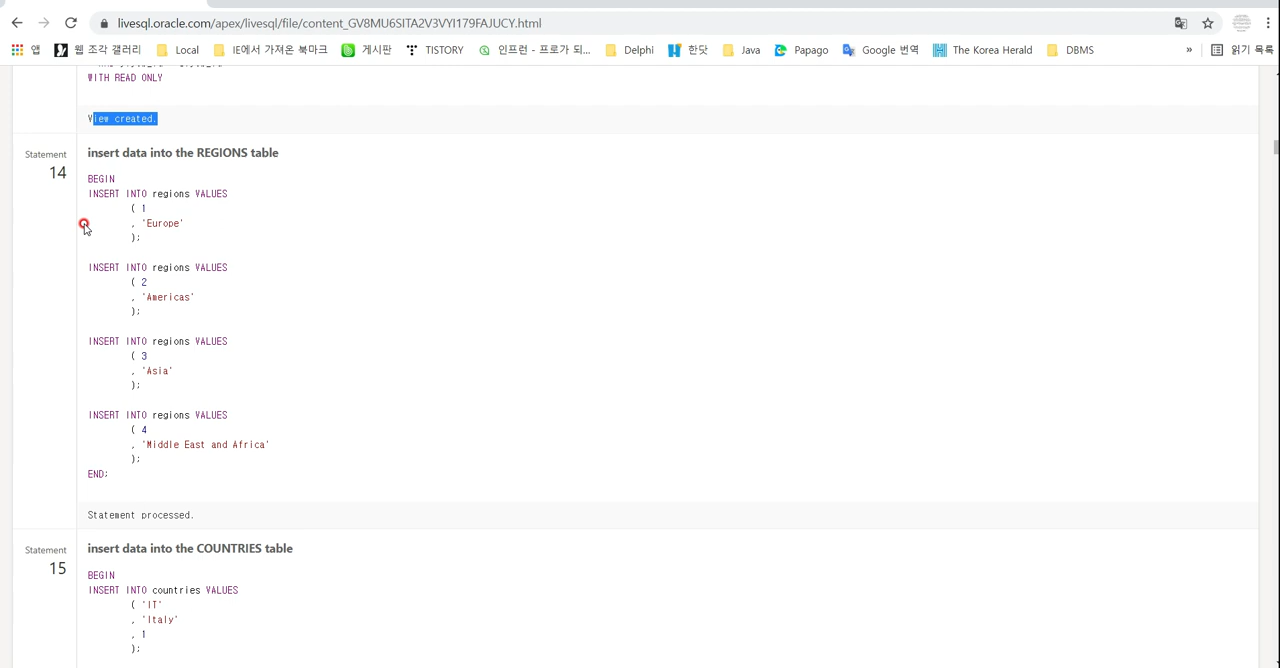 livesql.oracle.com/apex/livesql/file/content_GV8MU6SITA2V3VYI179FAJUCY.html
앱 웹 조각 갤러리 Local IE에서 가져온 북마크 게시판 TISTORY 인프런 - 프로가 되... Delphi 한닷 Java Papago Google 번역 The Korea Herald DBMS » 읽기 목록
WITH READ ONLY
View created.
Statement
14
insert data into the REGIONS table
BEGIN
INSERT INTO regions VALUES
( 1
, 'Europe'
);
INSERT INTO regions VALUES
( 2
, 'Americas'
);
INSERT INTO regions VALUES
( 3
, 'Asia'
);
INSERT INTO regions VALUES
( 4
, 'Middle East and Africa'
);
END;
Statement processed.
Statement
15
insert data into the COUNTRIES table
BEGIN
INSERT INTO countries VALUES
( 'IT'
, 'Italy'
, 1
);